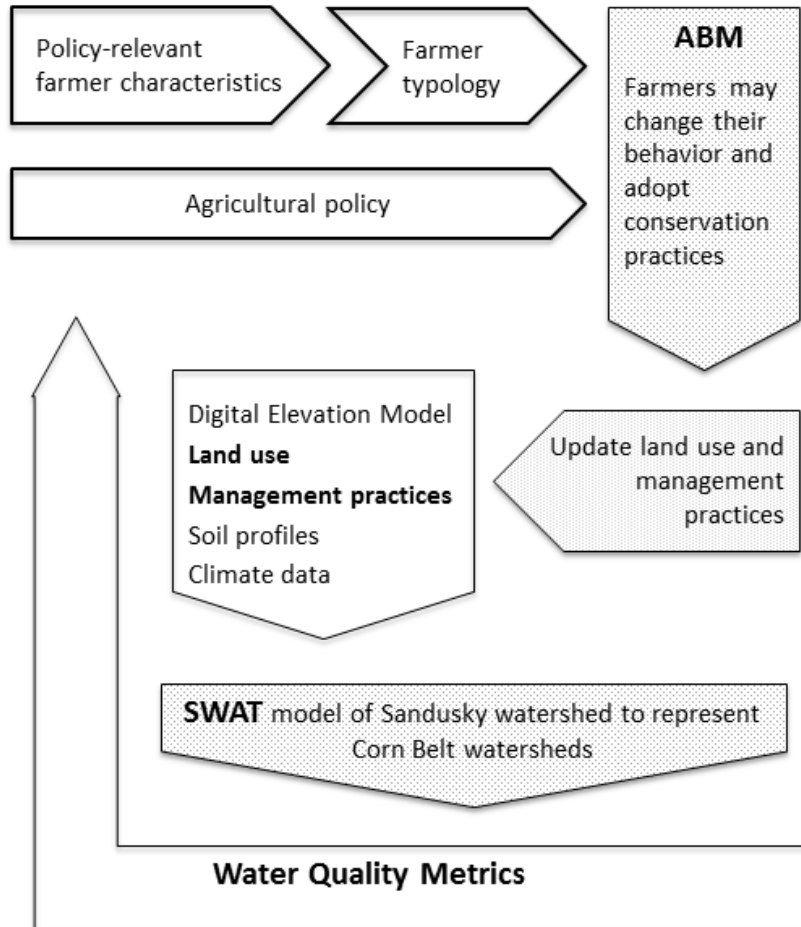 Policy-relevant
farmer characteristics
Farmer
typology
ABM
Farmers may
change their
behavior and
adopt
conservation
practices
Agricultural policy
Digital Elevation Model
Land use
Management practices
Soil profiles
Climate data
Update land use and
management
practices
SWAT model of Sandusky watershed to represent
Corn Belt watersheds
Water Quality Metrics